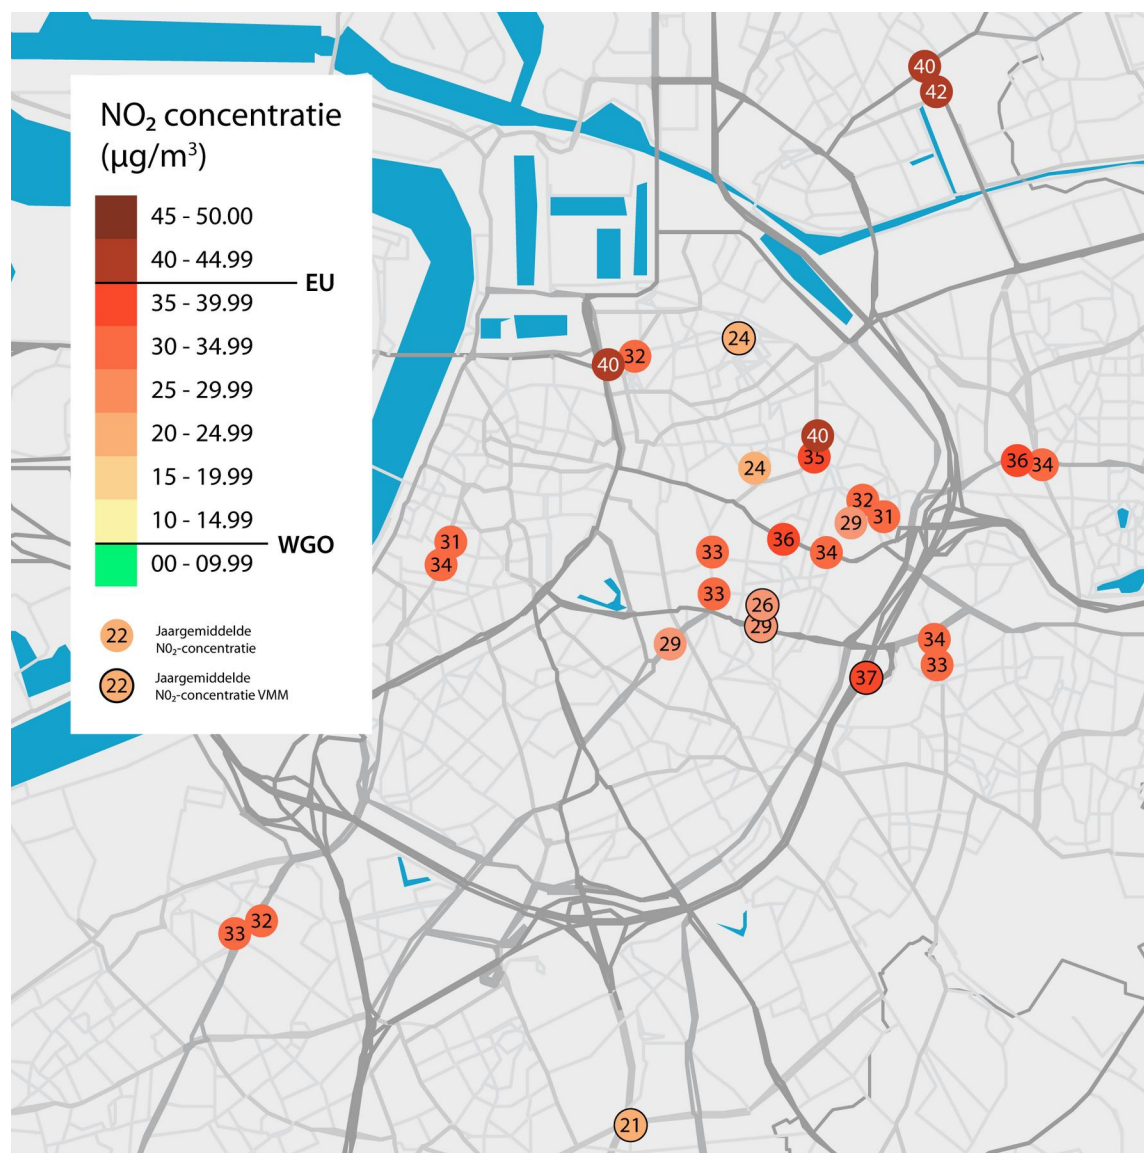 NO₂ concentratie
(µg/m³)
45 - 50.00
40 - 44.99
EU
35 - 39.99
30 - 34.99
25 - 29.99
20 - 24.99
15 - 19.99
10 - 14.99
WGO
00 - 09.99
22
Jaargemiddelde
N0₂-concentratie
22
Jaargemiddelde
N0₂-concentratie VMM
40
42
24
32
40
40
35
24
36
34
32
31
29
36
34
33
31
34
33
26
29
29
34
33
37
32
33
21